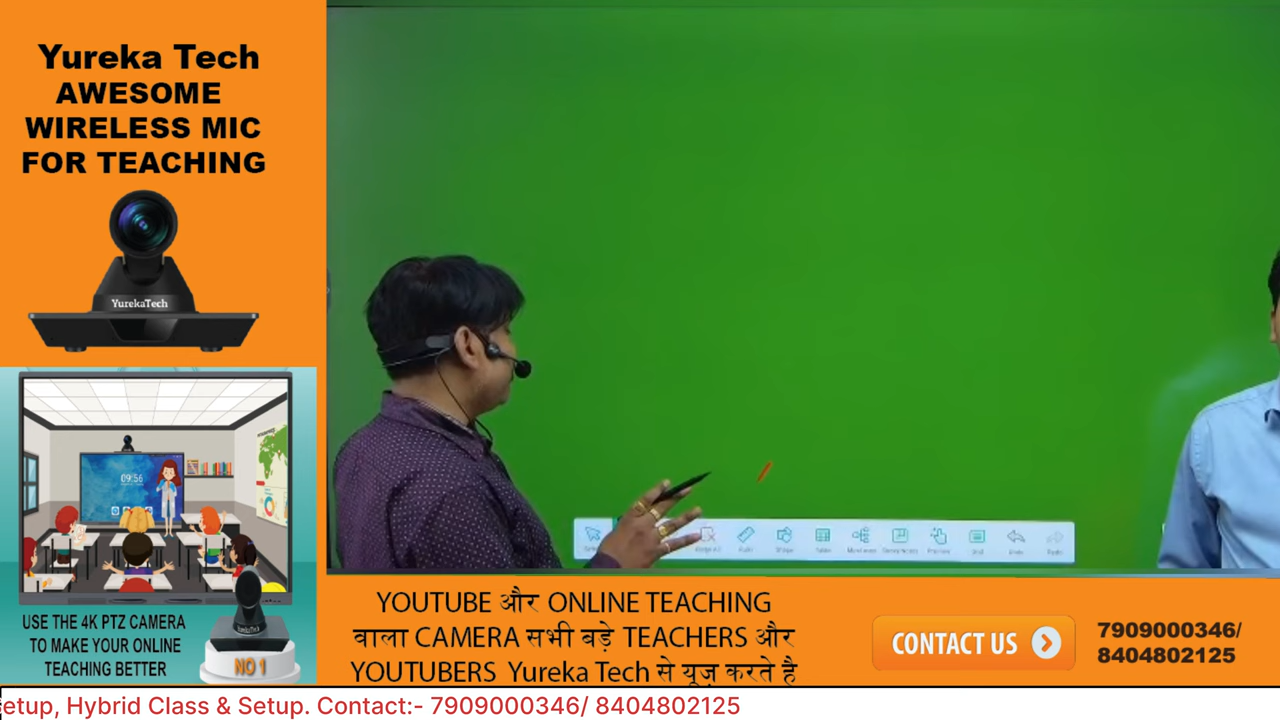 Yureka Tech
AWESOME
WIRELESS MIC
FOR TEACHING
YurekaTech
09:56
USE THE 4K PTZ CAMERA
TO MAKE YOUR ONLINE
TEACHING BETTER
NO 1
YOUTUBE और ONLINE TEACHING
वाला CAMERA सभी बड़े TEACHERS और
YOUTUBERS Yureka Tech से यूज़ करते है
CONTACT US
7909000346/
8404802125
etup, Hybrid Class & Setup. Contact:- 7909000346/ 8404802125